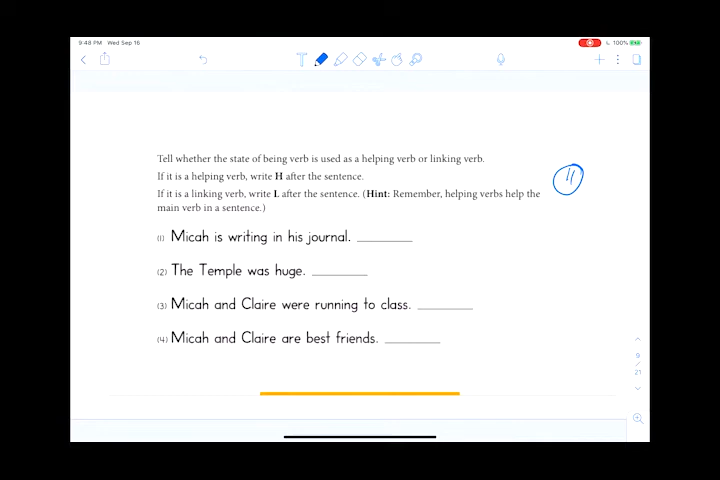 9:48 PM Wed Sep 16
100%
T
Tell whether the state of being verb is used as a helping verb or linking verb.
If it is a helping verb, write H after the sentence.
11
If it is a linking verb, write L after the sentence. (Hint: Remember, helping verbs help the
main verb in a sentence.)
(1) Micah is writing in his journal. __________
(2) The Temple was huge. __________
(3) Micah and Claire were running to class. __________
(4) Micah and Claire are best friends. __________
9
/
21